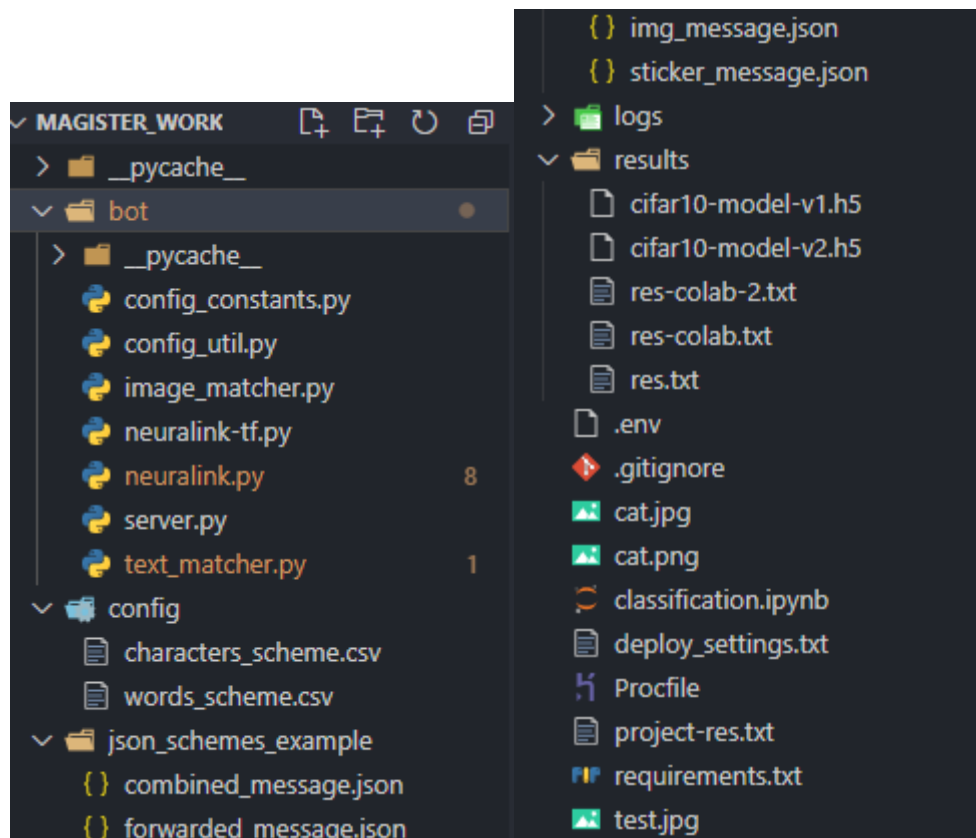 MAGISTER_WORK
__pycache__
bot
__pycache__
config_constants.py
config_util.py
image_matcher.py
neuralink-tf.py
neuralink.py 8
server.py
text_matcher.py 1
config
characters_scheme.csv
words_scheme.csv
json_schemes_example
combined_message.json
forwarded_message.json
img_message.json
sticker_message.json
logs
results
cifar10-model-v1.h5
cifar10-model-v2.h5
res-colab-2.txt
res-colab.txt
res.txt
.env
.gitignore
cat.jpg
cat.png
classification.ipynb
deploy_settings.txt
Procfile
project-res.txt
requirements.txt
test.jpg